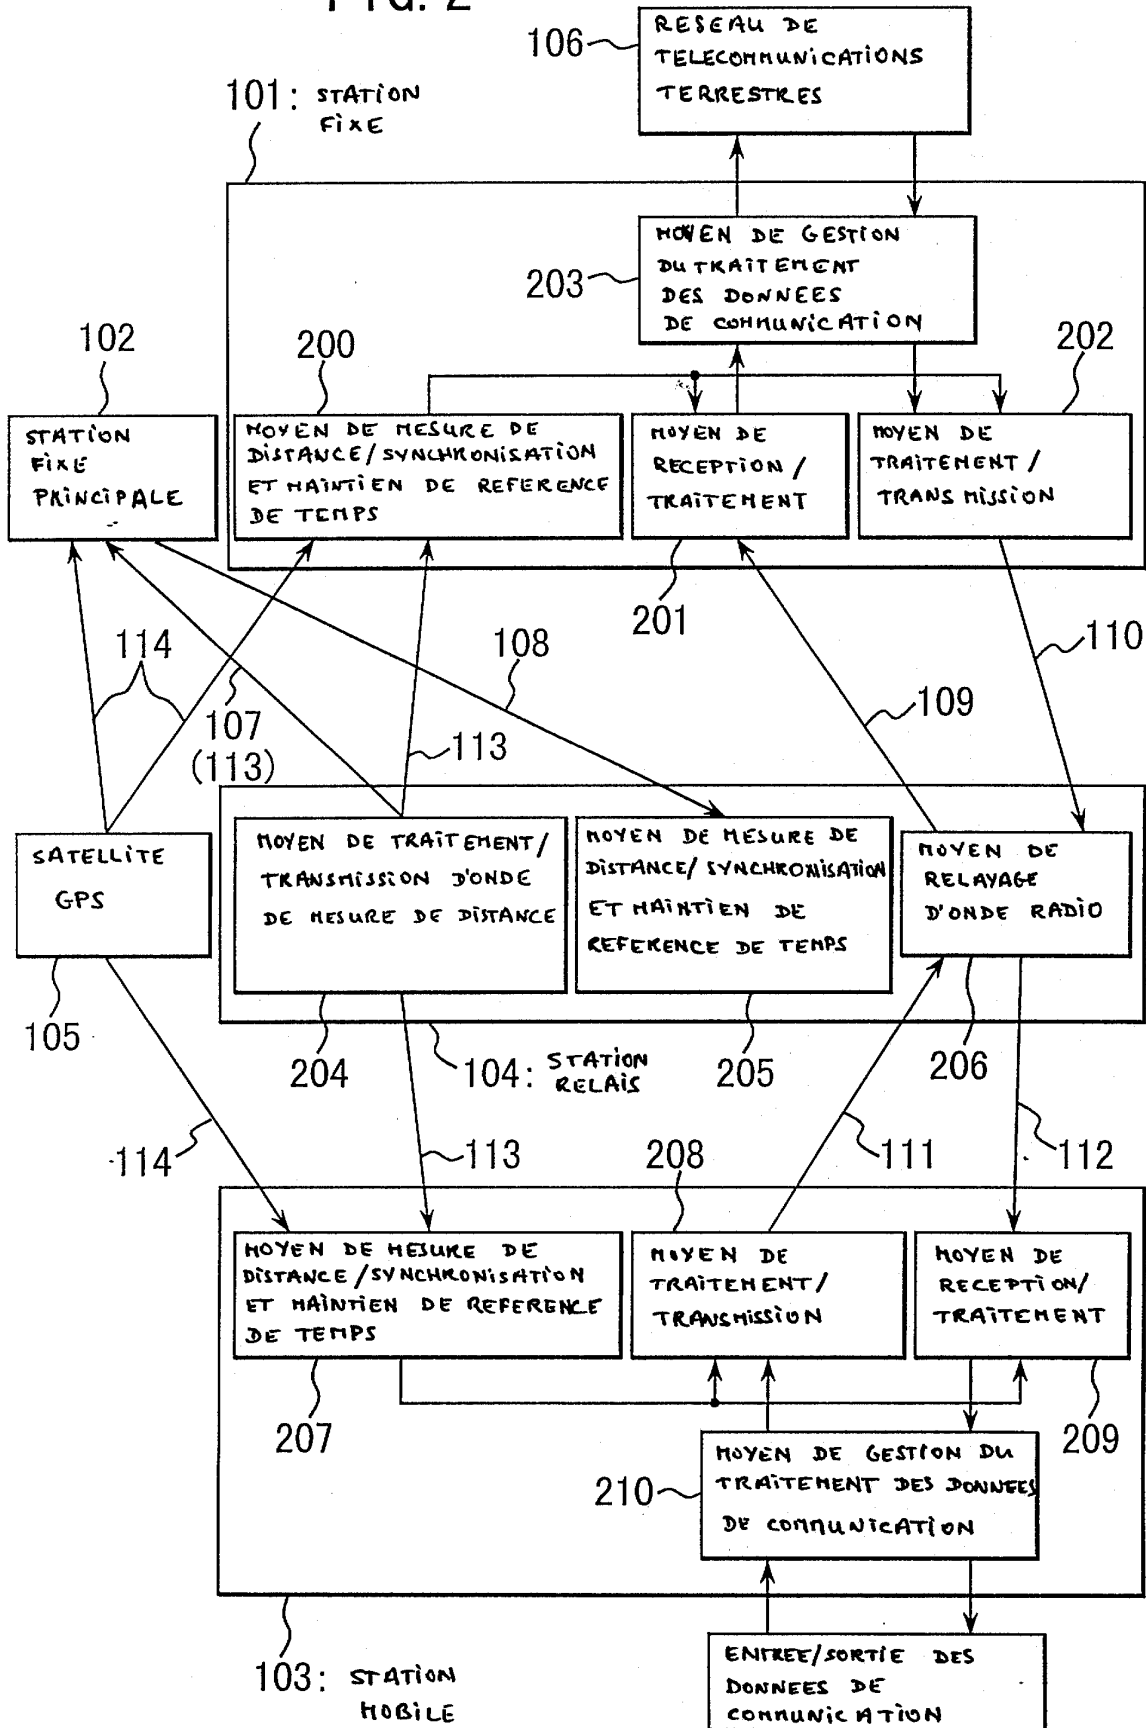 FIG. 2
106
RESEAU DE
TELECOMMUNICATIONS
TERRESTRES
101: STATION
FIXE
203
MOYEN DE GESTION
DU TRAITEMENT
DES DONNEES
DE COMMUNICATION
102
200
202
STATION
FIXE
PRINCIPALE
MOYEN DE MESURE DE
DISTANCE/SYNCHRONISATION
ET MAINTIEN DE REFERENCE
DE TEMPS
MOYEN DE
RECEPTION/
TRAITEMENT
MOYEN DE
TRAITEMENT/
TRANSMISSION
201
114
108
110
107
(113)
113
109
SATELLITE
GPS
MOYEN DE TRAITEMENT/
TRANSMISSION D'ONDE
DE MESURE DE DISTANCE
MOYEN DE MESURE DE
DISTANCE/SYNCHRONISATION
ET MAINTIEN DE
REFERENCE DE TEMPS
MOYEN DE
RELAYAGE
D'ONDE RADIO
105
204
104: STATION
RELAIS
205
206
114
113
208
111
112
MOYEN DE MESURE DE
DISTANCE/SYNCHRONISATION
ET MAINTIEN DE REFERENCE
DE TEMPS
MOYEN DE
TRAITEMENT/
TRANSMISSION
MOYEN DE
RECEPTION/
TRAITEMENT
207
209
210
MOYEN DE GESTION DU
TRAITEMENT DES DONNEES
DE COMMUNICATION
103: STATION
MOBILE
ENTREE/SORTIE DES
DONNEES DE
COMMUNICATION